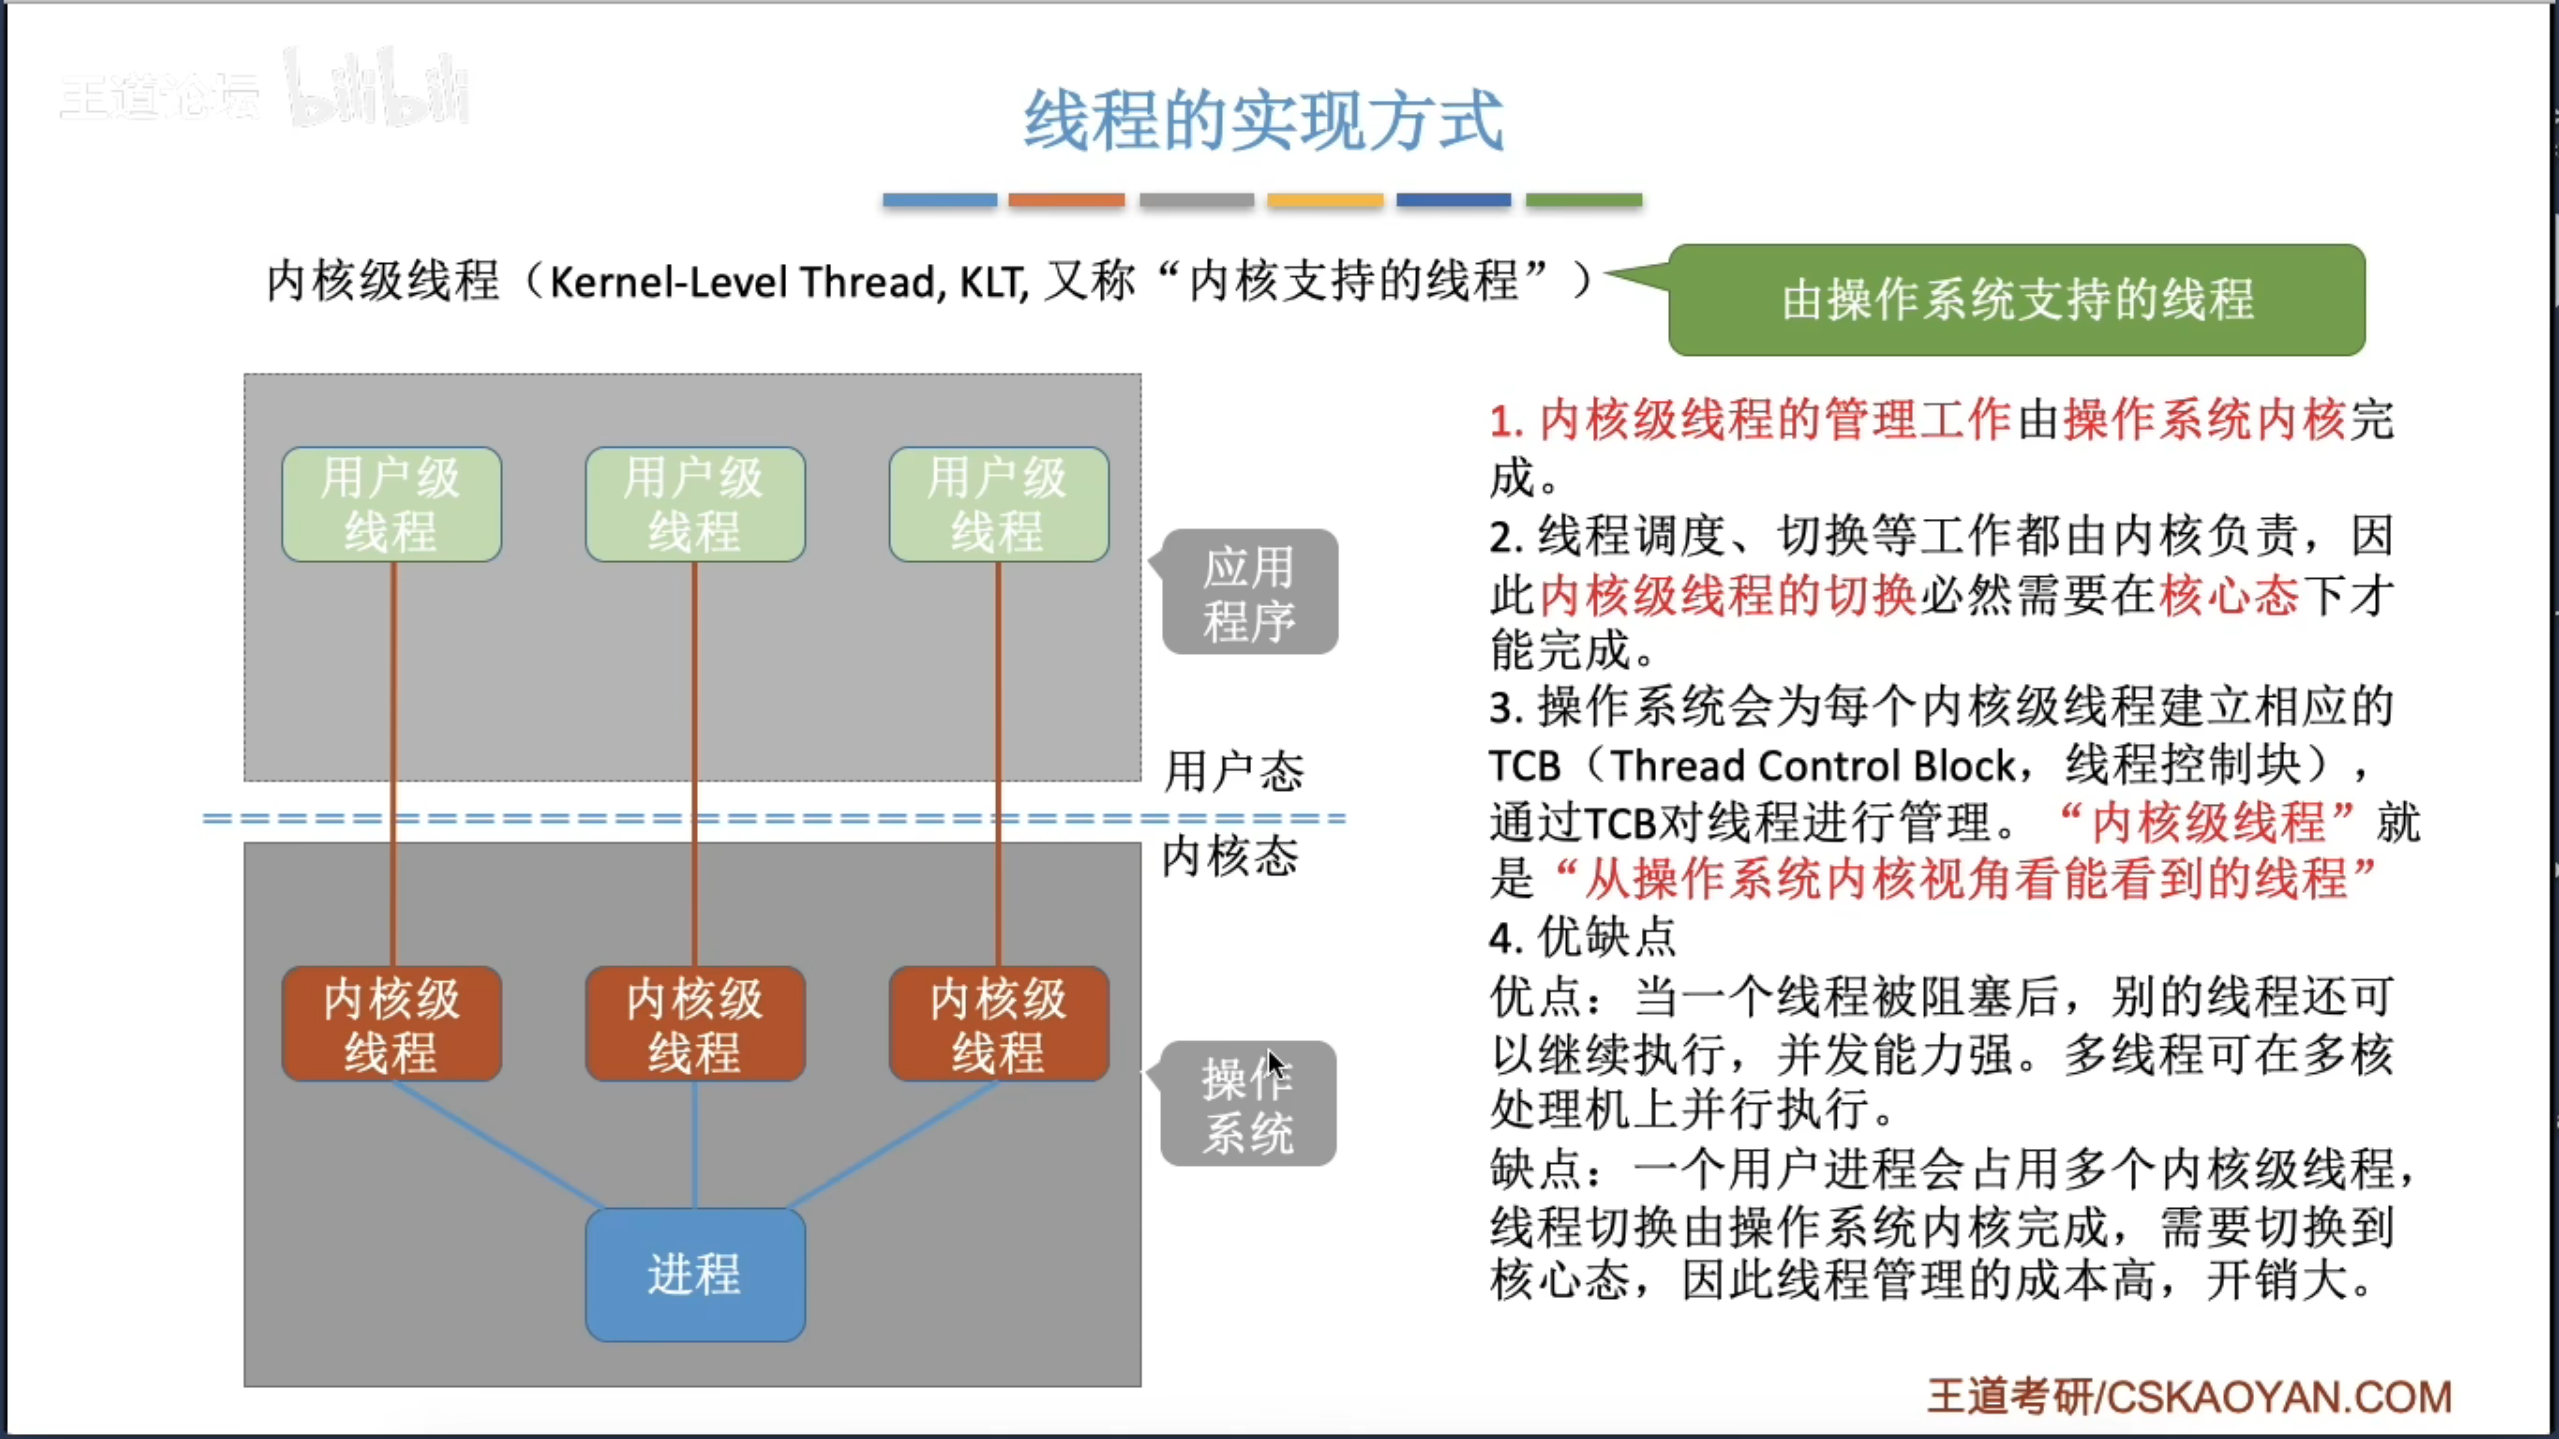 王道论坛 bilibili
线程的实现方式
内核级线程（Kernel-Level Thread, KLT, 又称“内核支持的线程”）
由操作系统支持的线程
用户级
线程
用户级
线程
用户级
线程
应用
程序
用户态
内核态
内核级
线程
内核级
线程
内核级
线程
操作
系统
进程
1. 内核级线程的管理工作由操作系统内核完
成。
2. 线程调度、切换等工作都由内核负责，因
此内核级线程的切换必然需要在核心态下才
能完成。
3. 操作系统会为每个内核级线程建立相应的
TCB（Thread Control Block，线程控制块），
通过TCB对线程进行管理。“内核级线程”就
是“从操作系统内核视角看能看到的线程”
4. 优缺点
优点：当一个线程被阻塞后，别的线程还可
以继续执行，并发能力强。多线程可在多核
处理机上并行执行。
缺点：一个用户进程会占用多个内核级线程，
线程切换由操作系统内核完成，需要切换到
核心态，因此线程管理的成本高，开销大。
王道考研/CSKAOYAN.COM